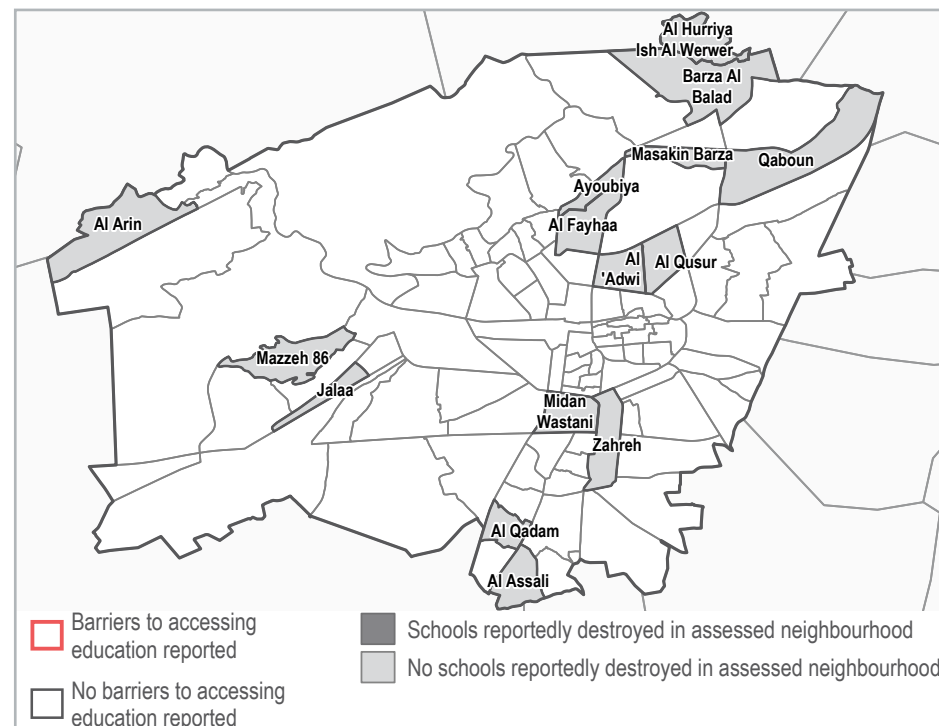 Al Hurriya
Ish Al Werwer
Barza Al
Balad
Masakin Barza
Qaboun
Ayoubiya
Al Arin
Al Fayhaa
Al
'Adwi
Al Qusur
Mazzeh 86
Jalaa
Midan
Wastani
Zahreh
Al Qadam
Al Assali
Barriers to accessing
education reported
No barriers to accessing
education reported
Schools reportedly destroyed in assessed neighbourhood
No schools reportedly destroyed in assessed neighbourhood